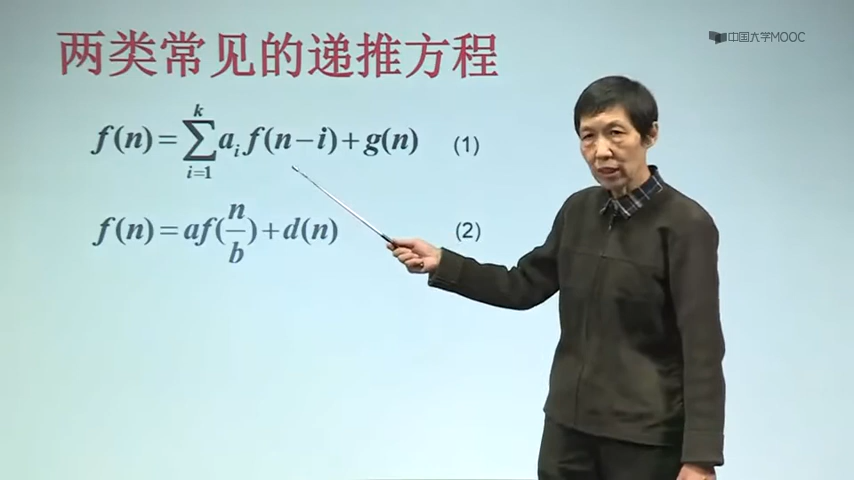 中国大学MOOC
两类常见的递推方程
f(n) = ∑_{i=1}^{k} a_i f(n−i) + g(n) (1)
f(n) = af(n/b) + d(n) (2)